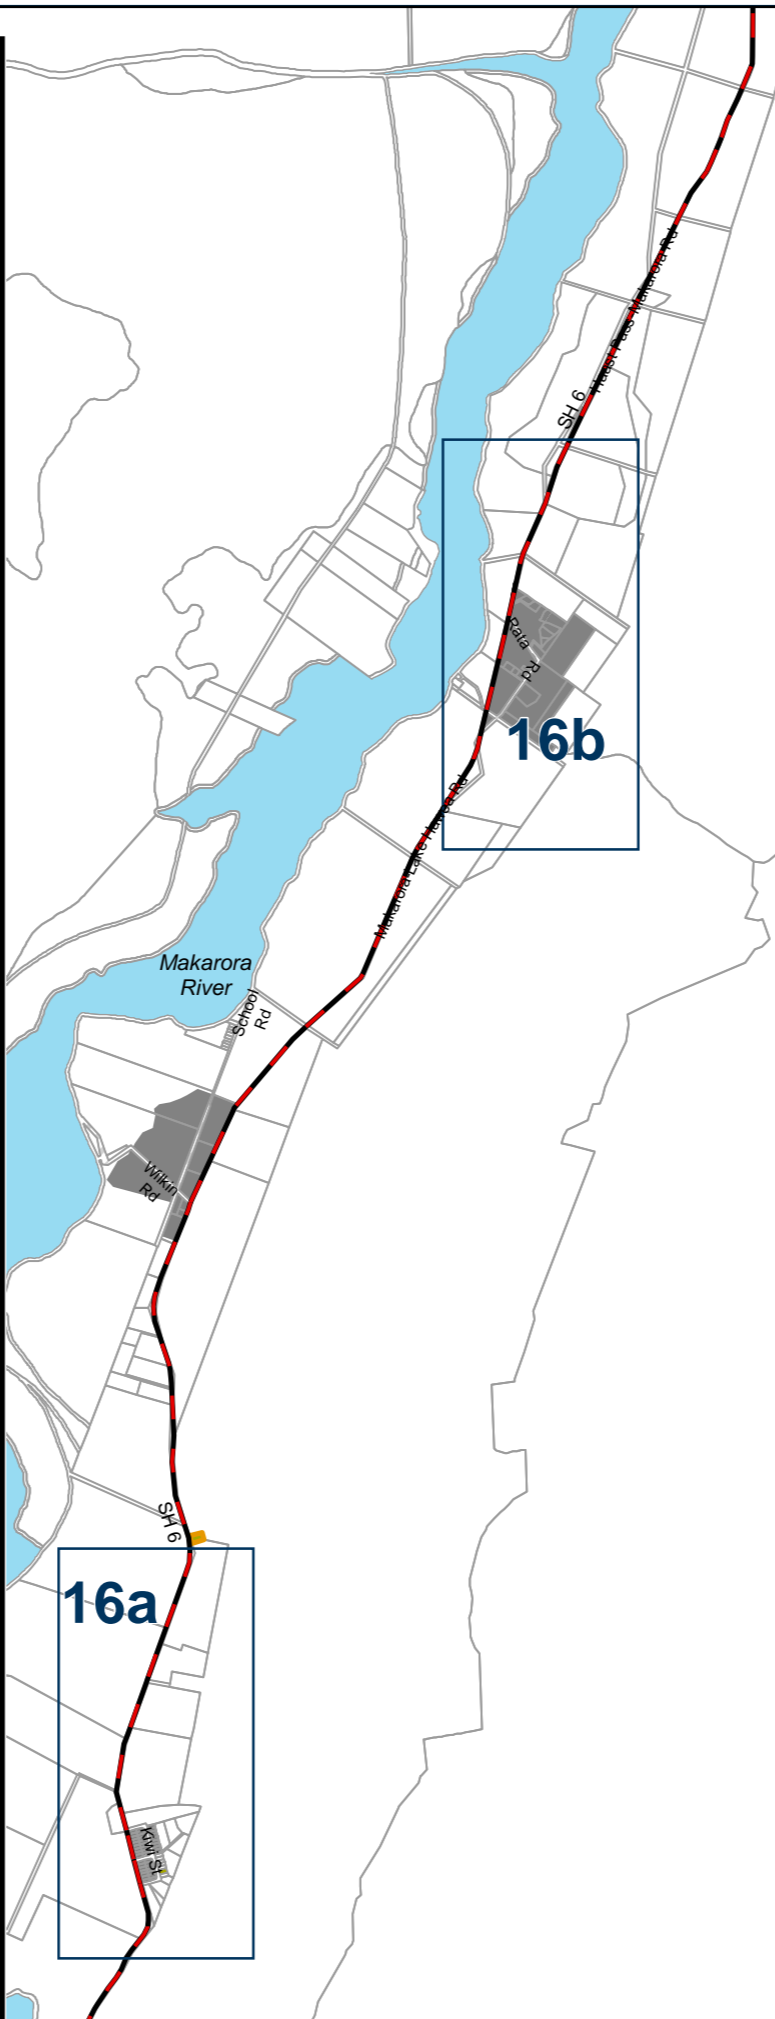 Haast Pass-Makarora Rd
SH 6
Rata
Rd
16b
Makarora-Lake Hawea Rd
Makarora
River
School
Rd
Wilkin
Rd
SH 6
16a
Kiwi St